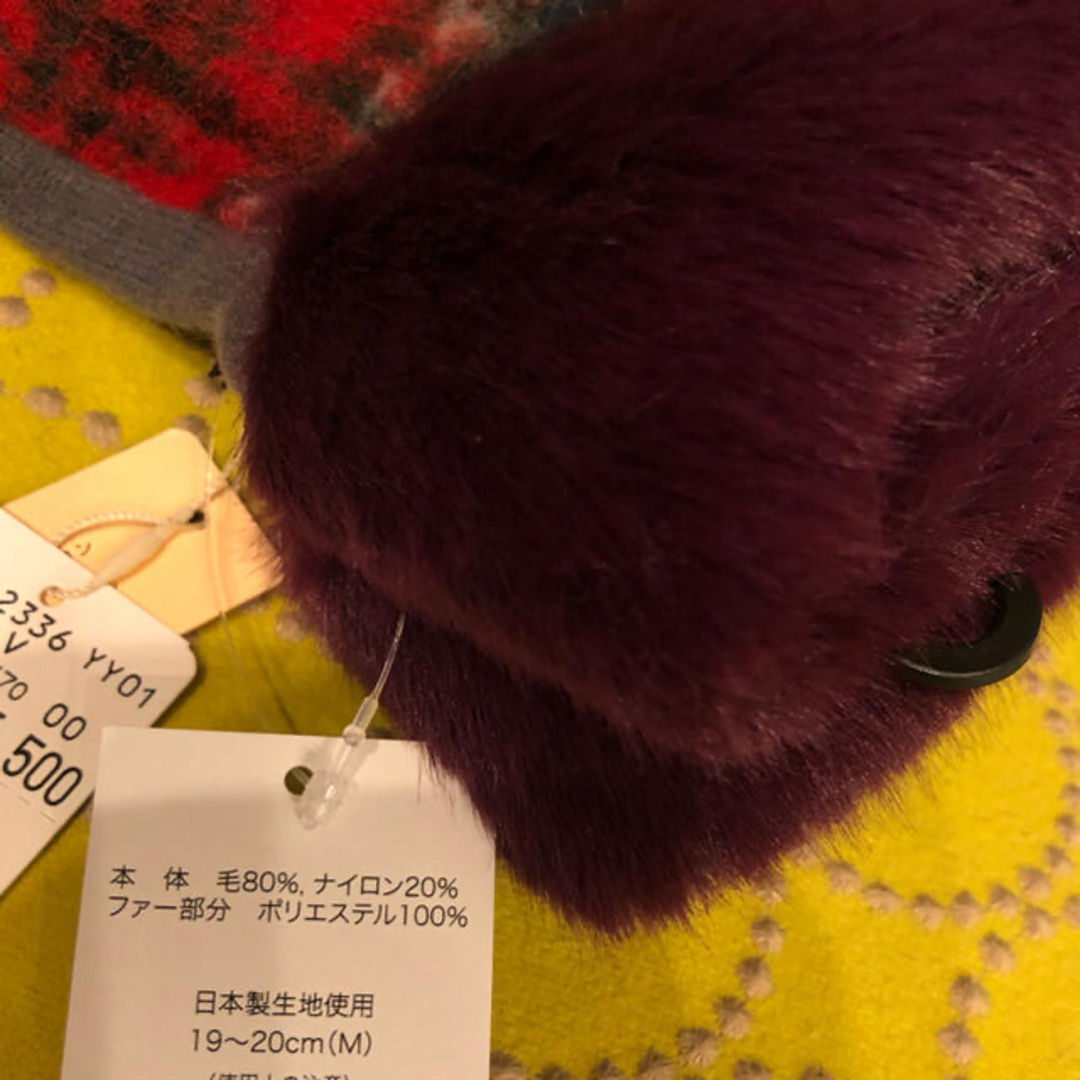 2336 YY01
V
70 00
500
本 体 毛80%, ナイロン20%
ファー部分 ポリエステル100%
日本製生地使用
19〜20cm(M)